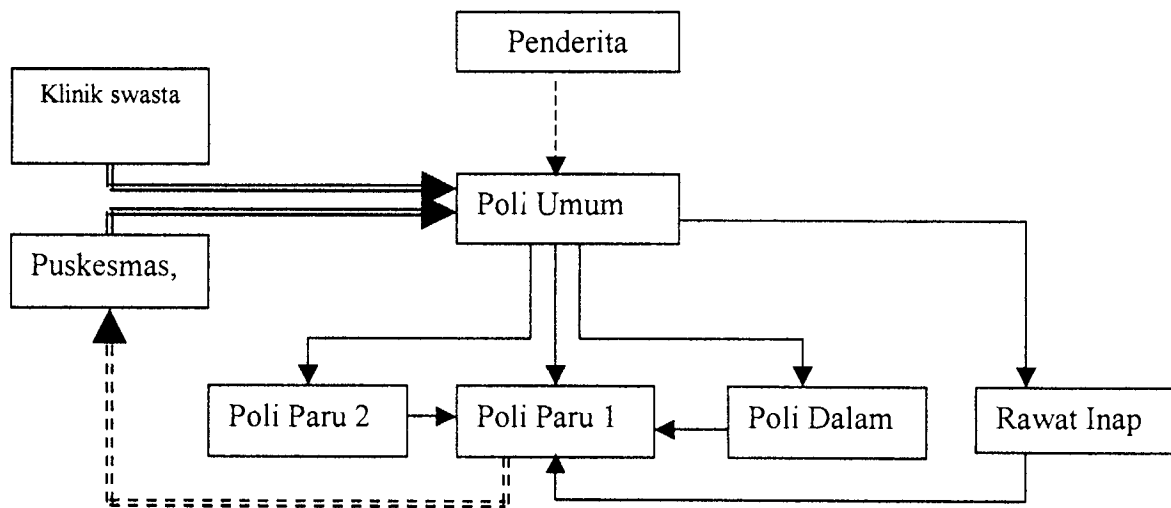 Penderita
Klinik swasta
Poli Umum
Puskesmas,
Poli Paru 2
Poli Paru 1
Poli Dalam
Rawat Inap